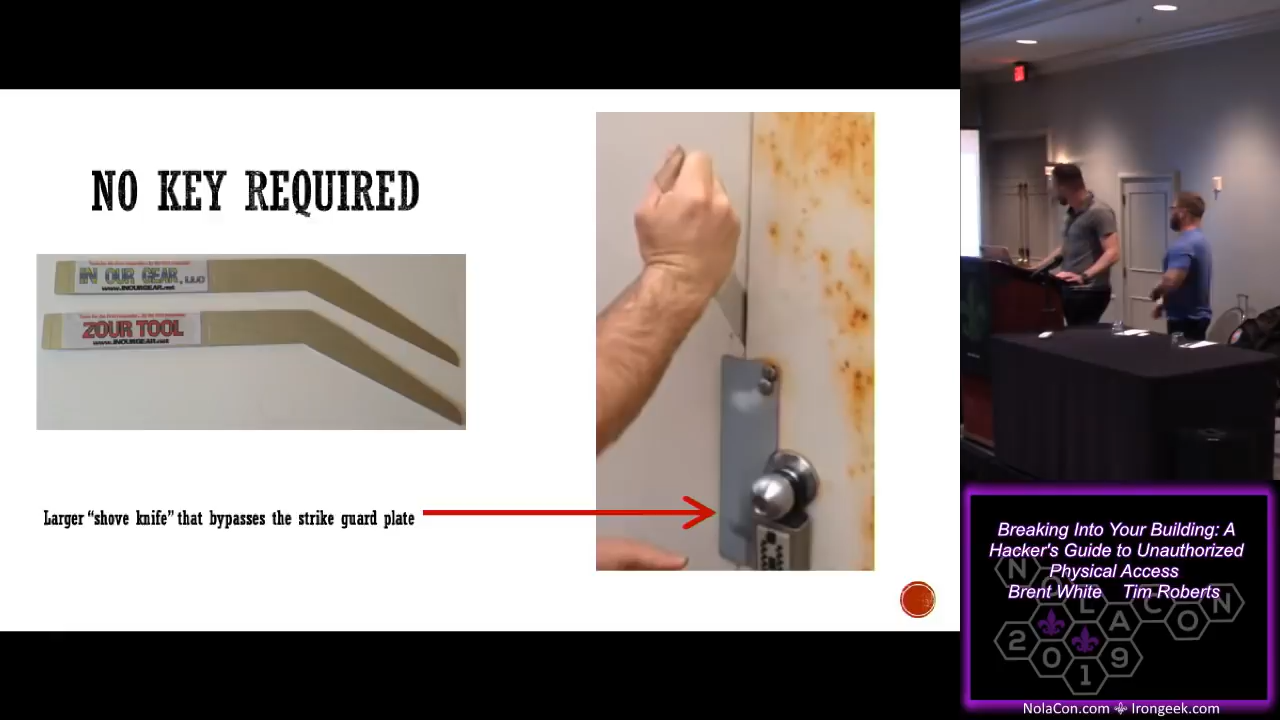 NO KEY REQUIRED
IN OUR GEAR, LLC
www.INOURGEAR.net
ZOUR TOOL
www.INOURGEAR.net
Larger “shove knife” that bypasses the strike guard plate
Breaking Into Your Building: A
Hacker's Guide to Unauthorized
Physical Access
Brent White Tim Roberts
NOLACON
2019
NolaCon.com Irongeek.com